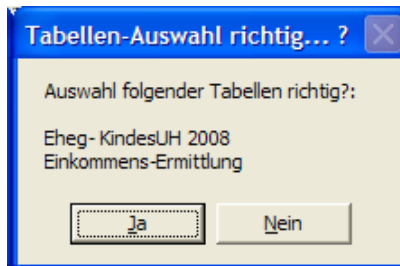 Tabellen-Auswahl richtig... ?
Auswahl folgender Tabellen richtig?:
Eheg- KindesUH 2008
Einkommens-Ermittlung
Ja
Nein